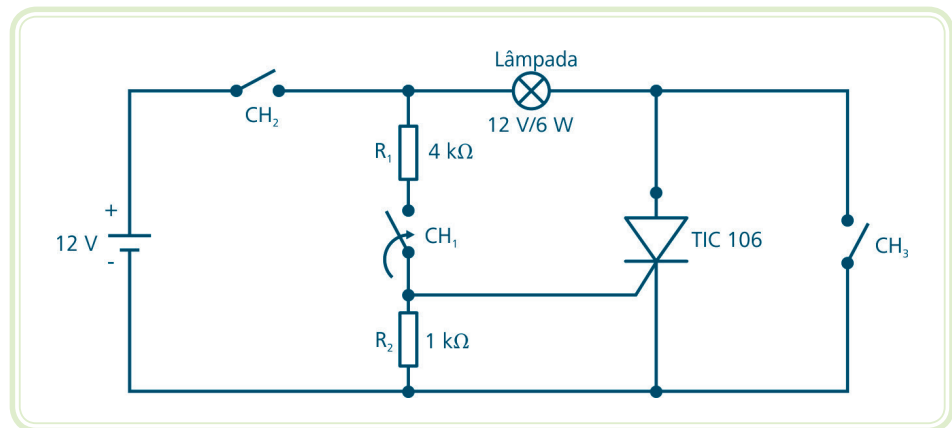 Lâmpada
CH₂
12 V/6 W
R₁ 4 kΩ
+
12 V
-
CH₁
TIC 106
CH₃
R₂ 1 kΩ